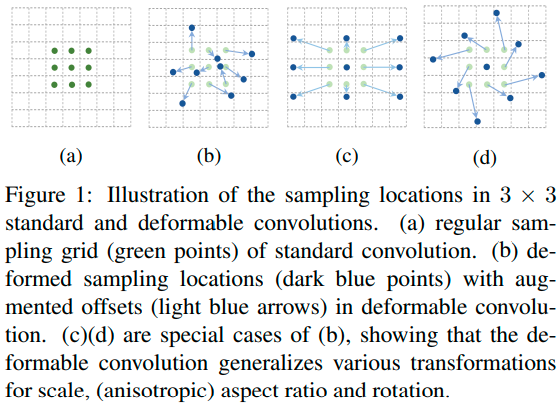 (a) (b) (c) (d)
Figure 1: Illustration of the sampling locations in 3 × 3
standard and deformable convolutions. (a) regular sam-
pling grid (green points) of standard convolution. (b) de-
formed sampling locations (dark blue points) with aug-
mented offsets (light blue arrows) in deformable convolu-
tion. (c)(d) are special cases of (b), showing that the de-
formable convolution generalizes various transformations
for scale, (anisotropic) aspect ratio and rotation.